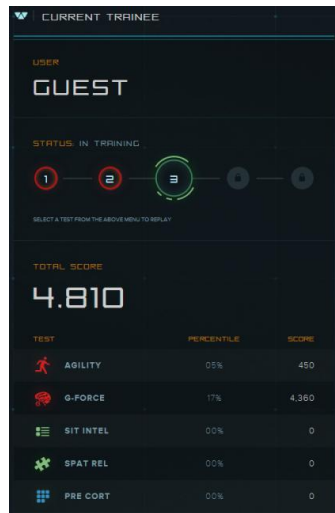 CURRENT TRAINEE
USER
GUEST
STATUS: IN TRAINING
1 2 3
SELECT A TEST FROM THE ABOVE MENU TO REPLAY
TOTAL SCORE
4.810
TEST PERCENTILE SCORE
AGILITY 05% 450
G-FORCE 17% 4,360
SIT INTEL 00% 0
SPAT REL 00% 0
PRE CORT 00% 0